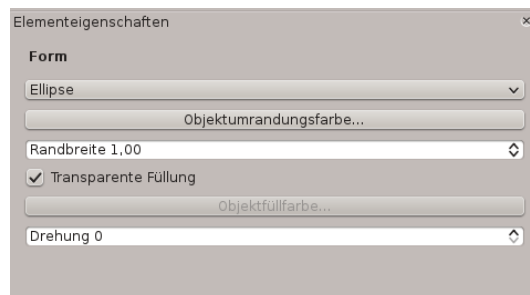 Elementeigenschaften
Form
Ellipse
Objektumrandungsfarbe...
Randbreite 1,00
Transparente Füllung
Objektfüllfarbe...
Drehung 0